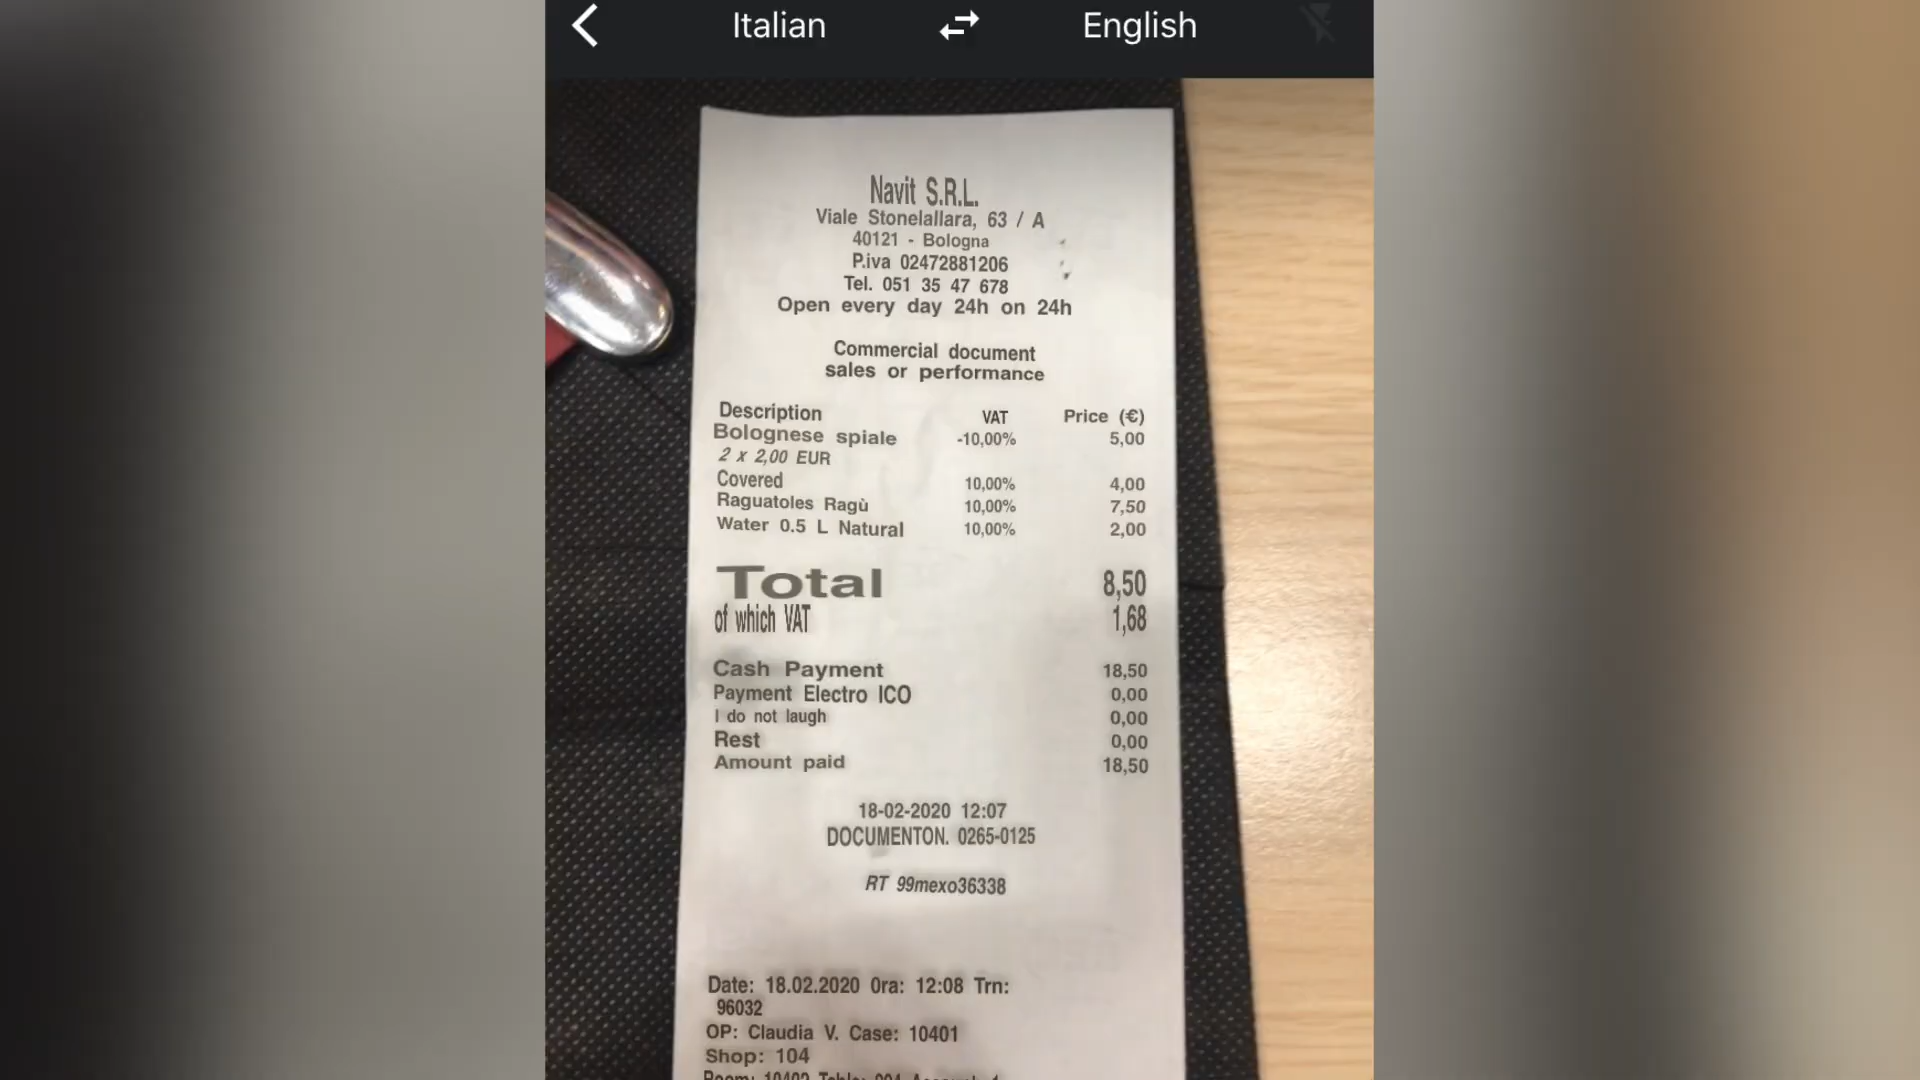 Italian English
Navit S.R.L.
Viale Stonelallara, 63 / A
40121 - Bologna
P.iva 02472881206
Tel. 051 35 47 678
Open every day 24h on 24h
Commercial document
sales or performance
Description VAT Price (€)
Bolognese spiale -10,00% 5,00
2 x 2,00 EUR
Covered 10,00% 4,00
Raguatoles Ragù 10,00% 7,50
Water 0.5 L Natural 10,00% 2,00
Total 8,50
of which VAT 1,68
Cash Payment 18,50
Payment Electro ICO 0,00
I do not laugh 0,00
Rest 0,00
Amount paid 18,50
18-02-2020 12:07
DOCUMENTON. 0265-0125
RT 99mexo36338
Date: 18.02.2020 Ora: 12:08 Trn:
96032
OP: Claudia V. Case: 10401
Shop: 104